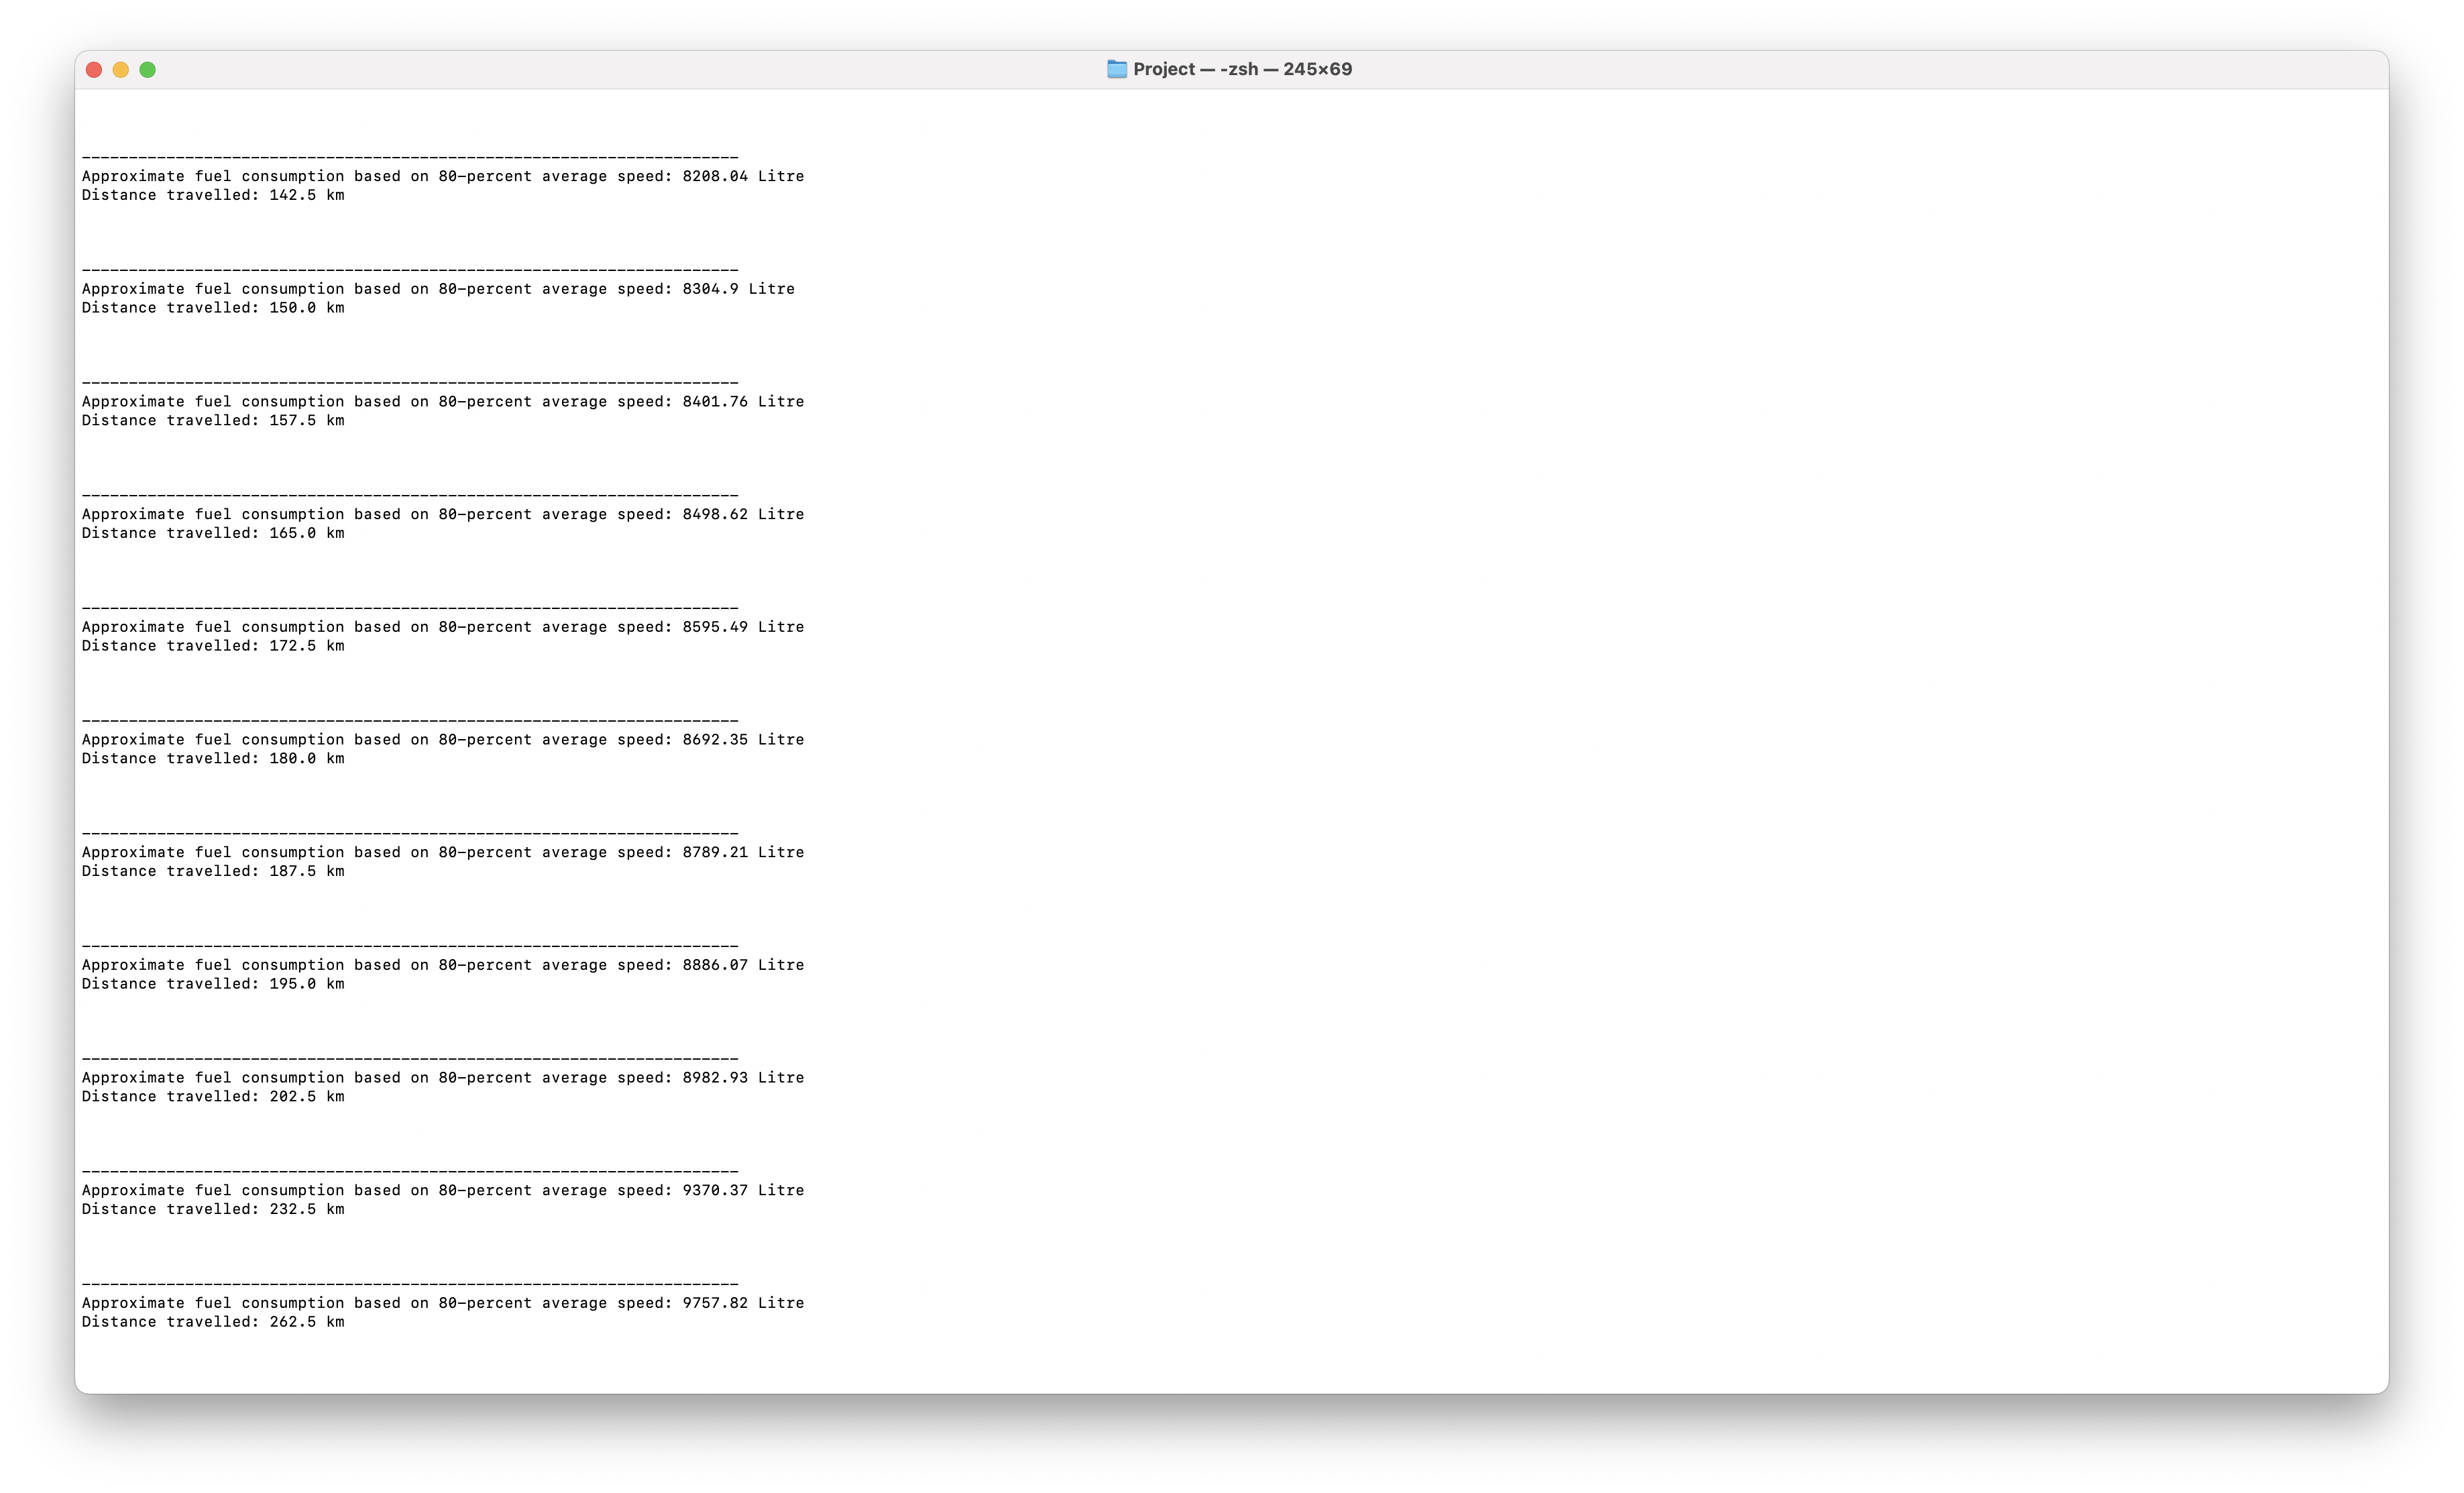 Project — -zsh — 245×69
----------------------------------------------------------------------
Approximate fuel consumption based on 80-percent average speed: 8208.04 Litre
Distance travelled: 142.5 km
----------------------------------------------------------------------
Approximate fuel consumption based on 80-percent average speed: 8304.9 Litre
Distance travelled: 150.0 km
----------------------------------------------------------------------
Approximate fuel consumption based on 80-percent average speed: 8401.76 Litre
Distance travelled: 157.5 km
----------------------------------------------------------------------
Approximate fuel consumption based on 80-percent average speed: 8498.62 Litre
Distance travelled: 165.0 km
----------------------------------------------------------------------
Approximate fuel consumption based on 80-percent average speed: 8595.49 Litre
Distance travelled: 172.5 km
----------------------------------------------------------------------
Approximate fuel consumption based on 80-percent average speed: 8692.35 Litre
Distance travelled: 180.0 km
----------------------------------------------------------------------
Approximate fuel consumption based on 80-percent average speed: 8789.21 Litre
Distance travelled: 187.5 km
----------------------------------------------------------------------
Approximate fuel consumption based on 80-percent average speed: 8886.07 Litre
Distance travelled: 195.0 km
----------------------------------------------------------------------
Approximate fuel consumption based on 80-percent average speed: 8982.93 Litre
Distance travelled: 202.5 km
----------------------------------------------------------------------
Approximate fuel consumption based on 80-percent average speed: 9370.37 Litre
Distance travelled: 232.5 km
----------------------------------------------------------------------
Approximate fuel consumption based on 80-percent average speed: 9757.82 Litre
Distance travelled: 262.5 km